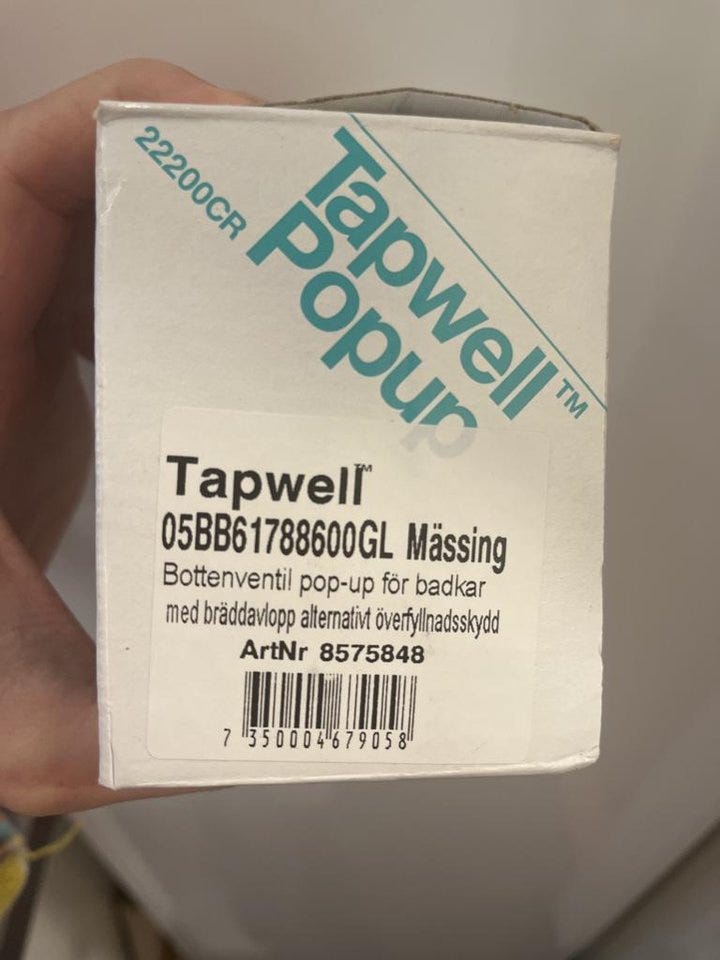 22200CR
Tapwell™
Popup
Tapwell™
05BB61788600GL Mässing
Bottenventil pop-up för badkar
med bräddavlopp alternativt överfyllnadsskydd
ArtNr 8575848
7 350004 679058